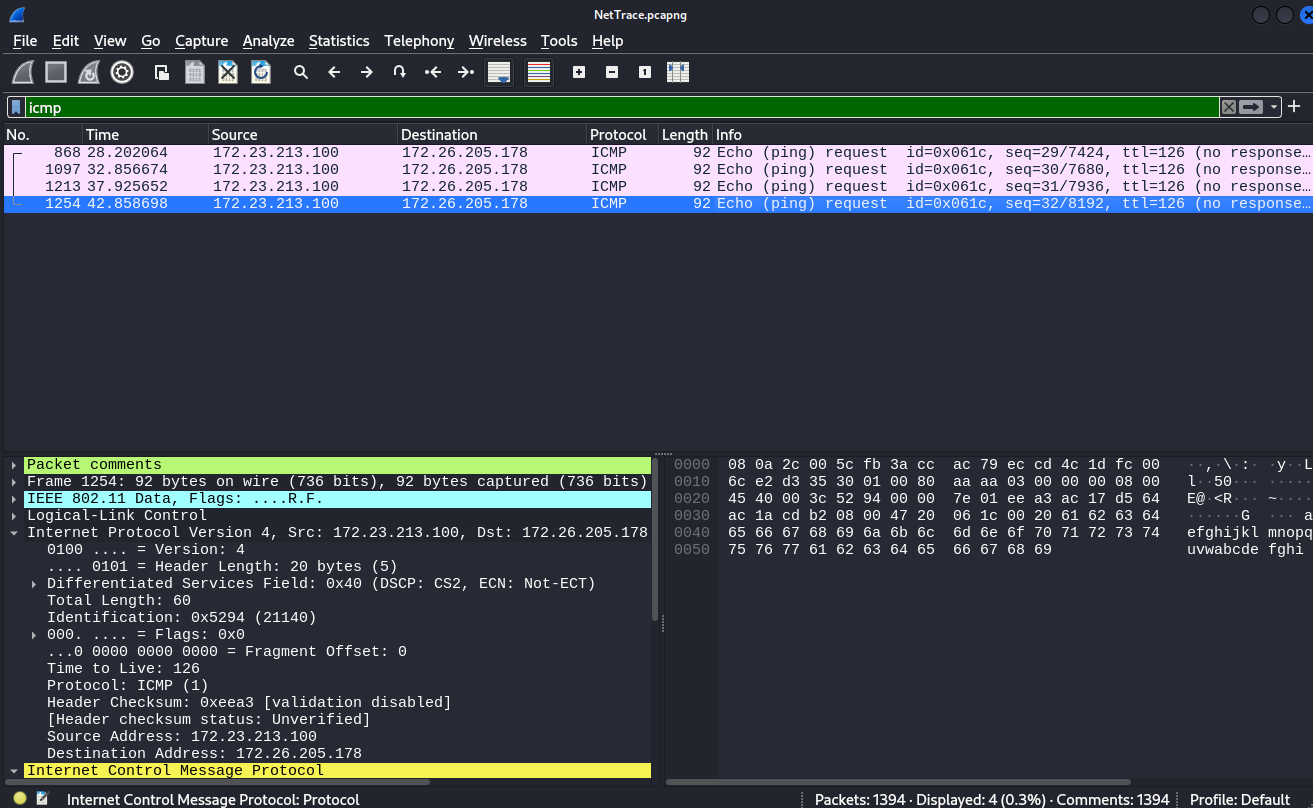 NetTrace.pcapng
File Edit View Go Capture Analyze Statistics Telephony Wireless Tools Help
icmp
No. Time Source Destination Protocol Length Info
868 28.202064 172.23.213.100 172.26.205.178 ICMP 92 Echo (ping) request id=0x061c, seq=29/7424, ttl=126 (no response…
1097 32.856674 172.23.213.100 172.26.205.178 ICMP 92 Echo (ping) request id=0x061c, seq=30/7680, ttl=126 (no response…
1213 37.925652 172.23.213.100 172.26.205.178 ICMP 92 Echo (ping) request id=0x061c, seq=31/7936, ttl=126 (no response…
1254 42.858698 172.23.213.100 172.26.205.178 ICMP 92 Echo (ping) request id=0x061c, seq=32/8192, ttl=126 (no response…
Packet comments
Frame 1254: 92 bytes on wire (736 bits), 92 bytes captured (736 bits)
IEEE 802.11 Data, Flags: ....R.F.
Logical-Link Control
Internet Protocol Version 4, Src: 172.23.213.100, Dst: 172.26.205.178
0100 .... = Version: 4
.... 0101 = Header Length: 20 bytes (5)
Differentiated Services Field: 0x40 (DSCP: CS2, ECN: Not-ECT)
Total Length: 60
Identification: 0x5294 (21140)
000. .... = Flags: 0x0
...0 0000 0000 0000 = Fragment Offset: 0
Time to Live: 126
Protocol: ICMP (1)
Header Checksum: 0xeea3 [validation disabled]
[Header checksum status: Unverified]
Source Address: 172.23.213.100
Destination Address: 172.26.205.178
Internet Control Message Protocol
0000 08 0a 2c 00 5c fb 3a cc ac 79 ec cd 4c 1d fc 00 ··,·\·:· ·y··L
0010 6c e2 d3 35 30 01 00 80 aa aa 03 00 00 00 08 00 l··50··· ······
0020 45 40 00 3c 52 94 00 00 7e 01 ee a3 ac 17 d5 64 E@·<R··· ~·····
0030 ac 1a cd b2 08 00 47 20 06 1c 00 20 61 62 63 64 ······G ··· a
0040 65 66 67 68 69 6a 6b 6c 6d 6e 6f 70 71 72 73 74 efghijkl mnopq
0050 75 76 77 61 62 63 64 65 66 67 68 69 uvwabcde fghi
Internet Control Message Protocol: Protocol
Packets: 1394 · Displayed: 4 (0.3%) · Comments: 1394
Profile: Default